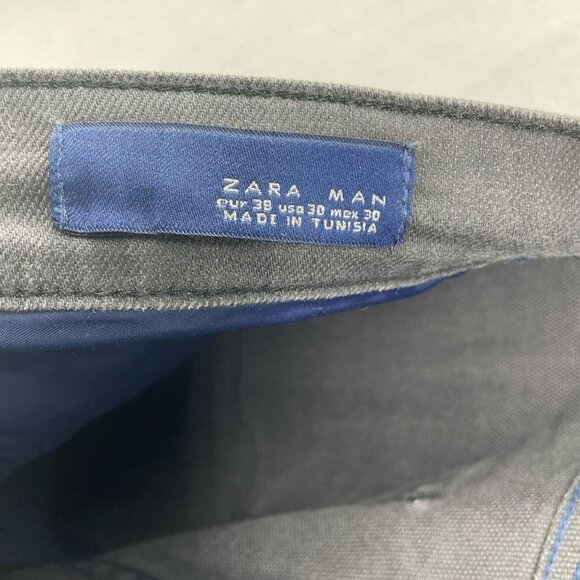 ZARA MAN
eur 38 usa 30 mex 30
MADE IN TUNISIA